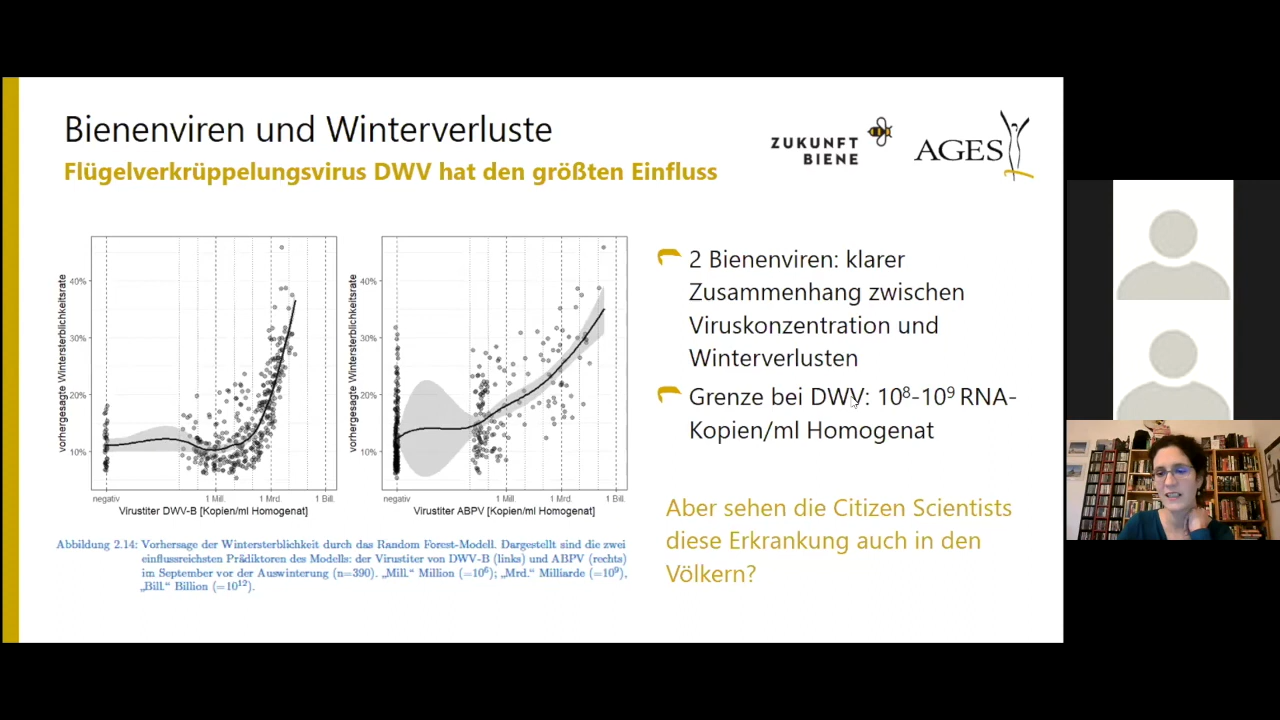 Bienenviren und Winterverluste
Flügelverkrüppelungsvirus DWV hat den größten Einfluss
ZUKUNFT
BIENE
AGES
vorhergesagte Wintersterblichkeitsrate
40%
30%
20%
10%
negativ
1 Mill.
1 Mrd.
1 Bill.
Virustiter DWV-B [Kopien/ml Homogenat]
vorhergesagte Wintersterblichkeitsrate
40%
30%
20%
10%
negativ
1 Mill.
1 Mrd.
1 Bill.
Virustiter ABPV [Kopien/ml Homogenat]
Abbildung 2.14: Vorhersage der Wintersterblichkeit durch das Random Forest-Modell. Dargestellt sind die zwei
einflussreichsten Prädiktoren des Modells: der Virustiter von DWV-B (links) und ABPV (rechts)
im September vor der Auswinterung (n=390). „Mill.“ Million (=10⁶); „Mrd.“ Milliarde (=10⁹),
„Bill.“ Billion (=10¹²).
2 Bienenviren: klarer
Zusammenhang zwischen
Viruskonzentration und
Winterverlusten
Grenze bei DWV: 10⁸-10⁹ RNA-
Kopien/ml Homogenat
Aber sehen die Citizen Scientists
diese Erkrankung auch in den
Völkern?